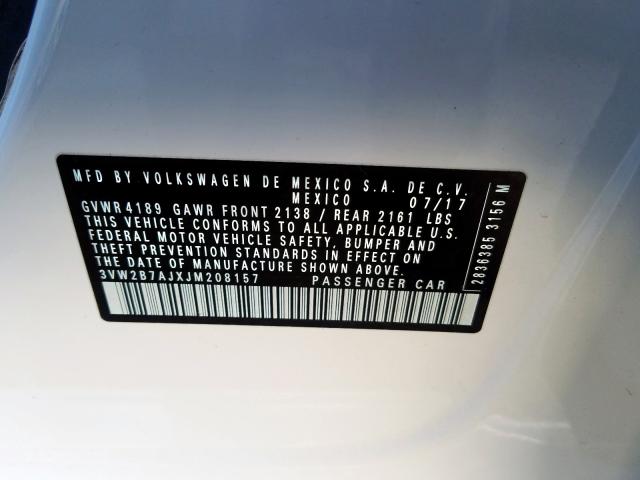 MFD BY VOLKSWAGEN DE MEXICO S.A. DE C.V.
MEXICO 07/17
GVWR 4189 GAWR FRONT 2138 / REAR 2161 LBS
THIS VEHICLE CONFORMS TO ALL APPLICABLE U.S.
FEDERAL MOTOR VEHICLE SAFETY, BUMPER AND
THEFT PREVENTION STANDARDS IN EFFECT ON
THE DATE OF MANUFACTURE SHOWN ABOVE.
3VW2B7AJXJM208157 PASSENGER CAR
2836385 3156 M